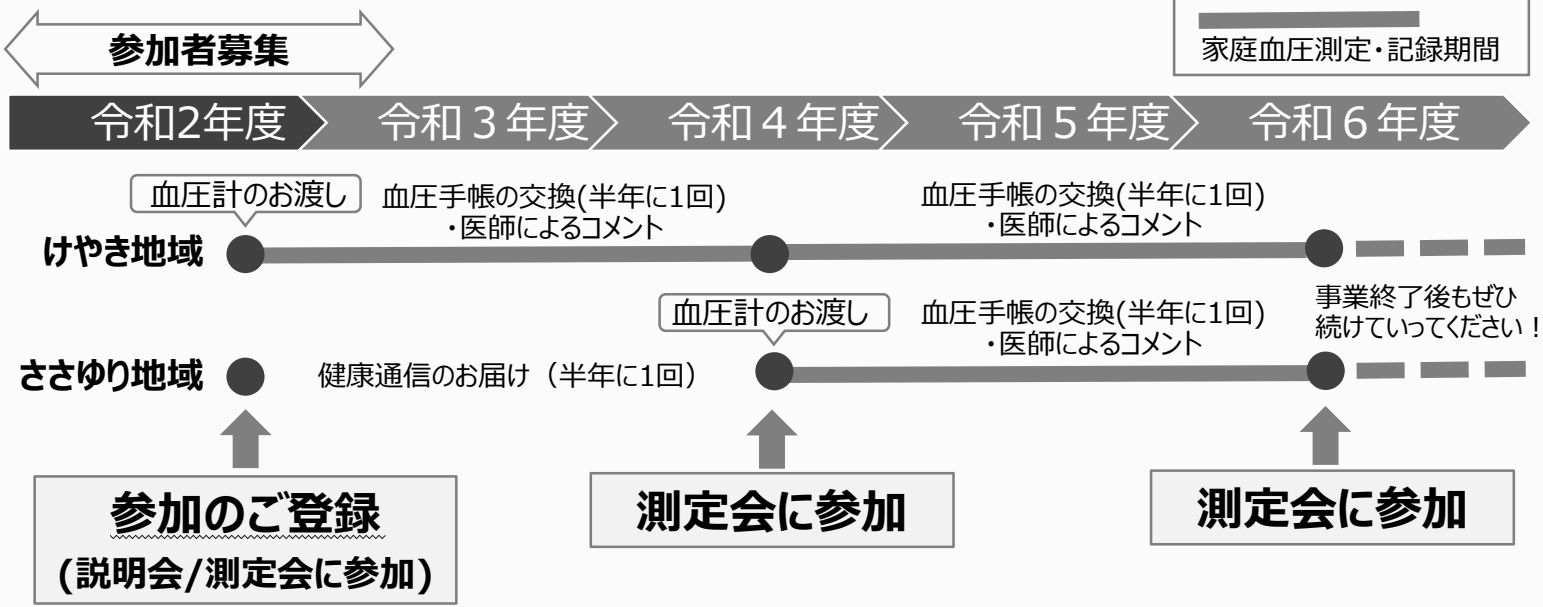 参加者募集
家庭血圧測定・記録期間
令和2年度
令和３年度
令和４年度
令和５年度
令和６年度
血圧計のお渡し
血圧手帳の交換(半年に1回)
・医師によるコメント
血圧手帳の交換(半年に1回)
・医師によるコメント
けやき地域
血圧計のお渡し
血圧手帳の交換(半年に1回)
・医師によるコメント
事業終了後もぜひ
続けていってください！
ささゆり地域
健康通信のお届け（半年に1回）
参加のご登録
(説明会/測定会に参加)
測定会に参加
測定会に参加